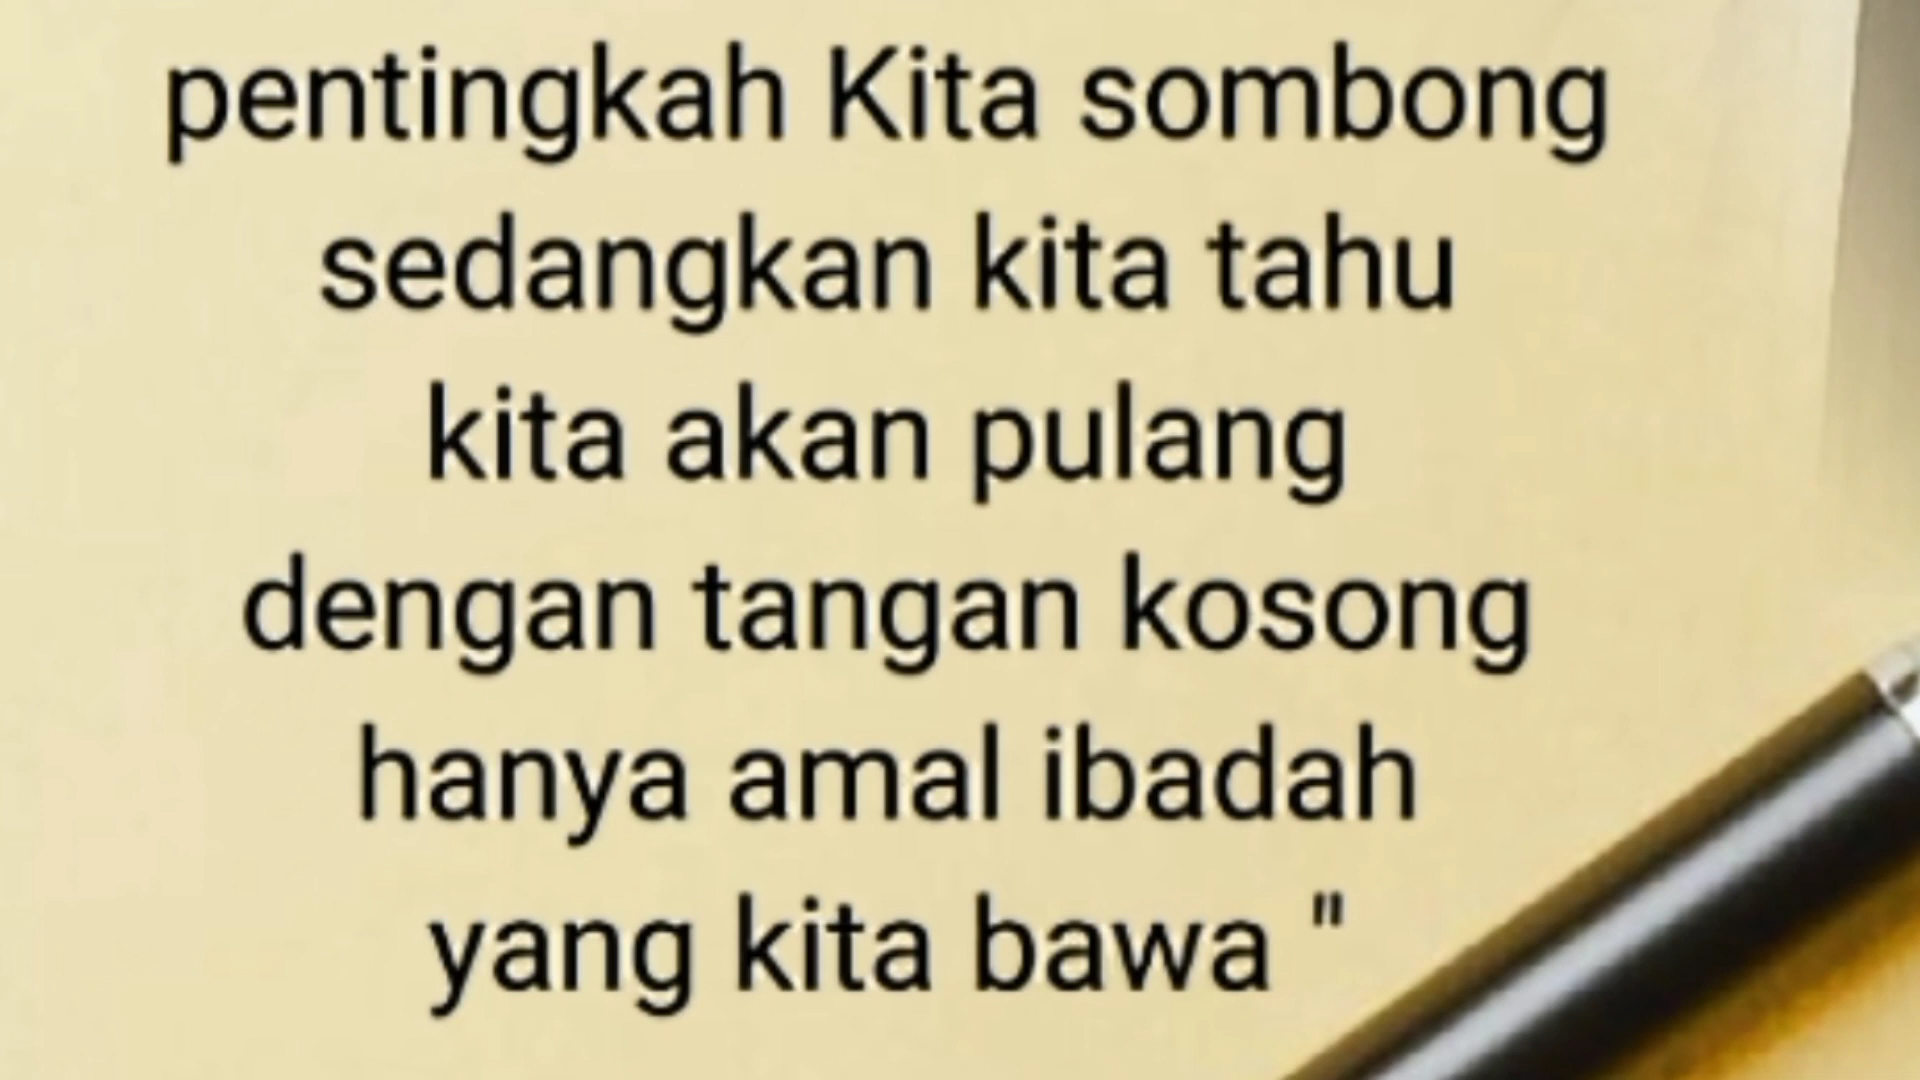 pentingkah Kita sombong
sedangkan kita tahu
kita akan pulang
dengan tangan kosong
hanya amal ibadah
yang kita bawa "